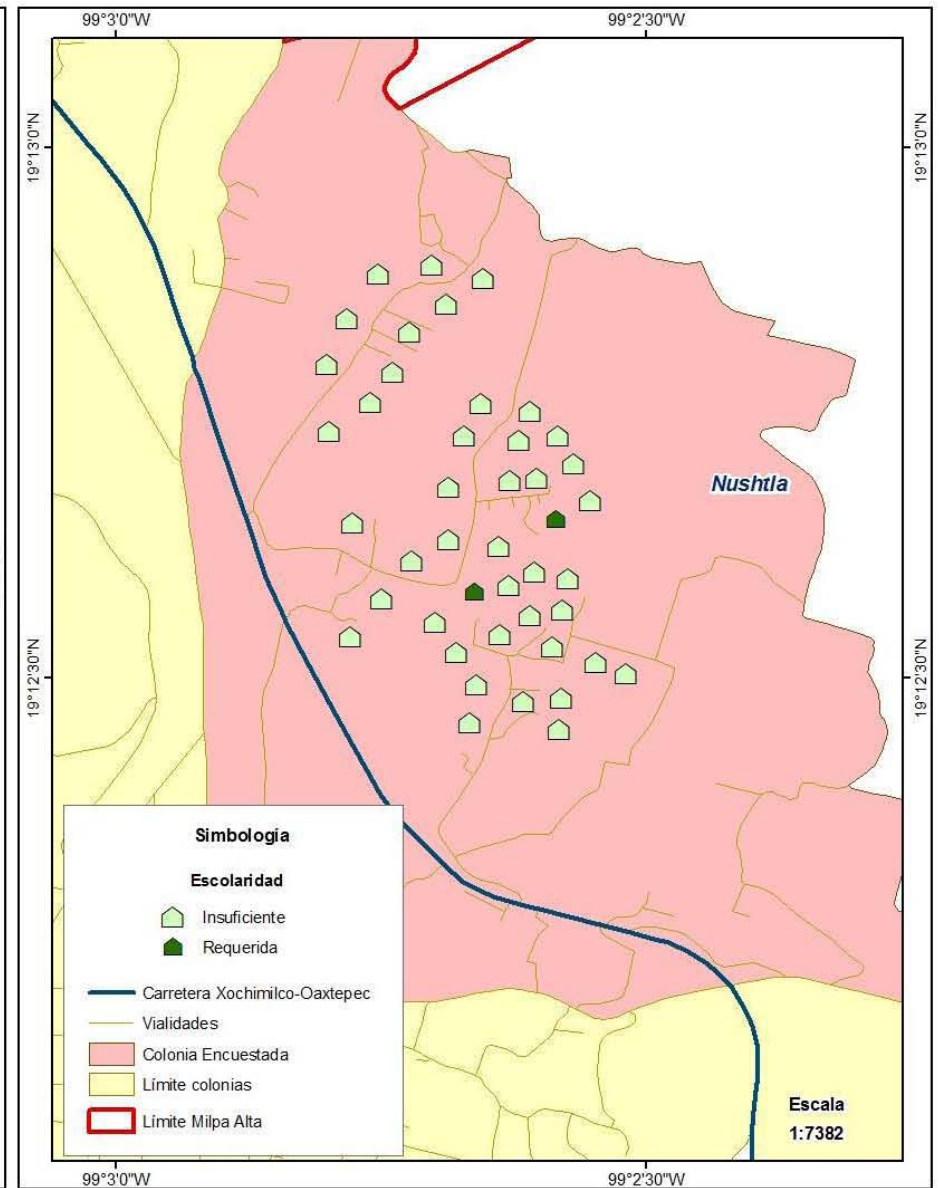 99°3'0"W
99°2'30"W
19°13'0"N
19°13'0"N
Nushtla
19°12'30"N
19°12'30"N
Simbología
Escolaridad
Insuficiente
Requerida
Carretera Xochimilco-Oaxtepec
Vialidades
Colonia Encuestada
Límite colonias
Límite Milpa Alta
Escala
1:7382
99°3'0"W
99°2'30"W